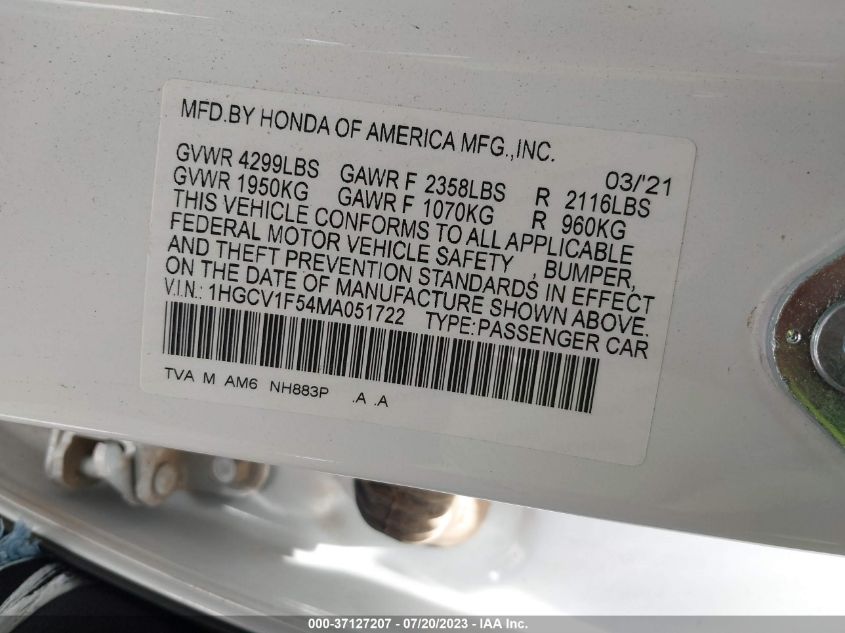 MFD.BY HONDA OF AMERICA MFG.,INC.
03/'21
GVWR 4299LBS GAWR F 2358LBS R 2116LBS
GVWR 1950KG GAWR F 1070KG R 960KG
THIS VEHICLE CONFORMS TO ALL APPLICABLE
FEDERAL MOTOR VEHICLE SAFETY , BUMPER,
AND THEFT PREVENTION STANDARDS IN EFFECT
ON THE DATE OF MANUFACTURE SHOWN ABOVE.
V.I.N.: 1HGCV1F54MA051722 TYPE:PASSENGER CAR
TVA M AM6 NH883P .A .A
000-37127207 - 07/20/2023 - IAA Inc.